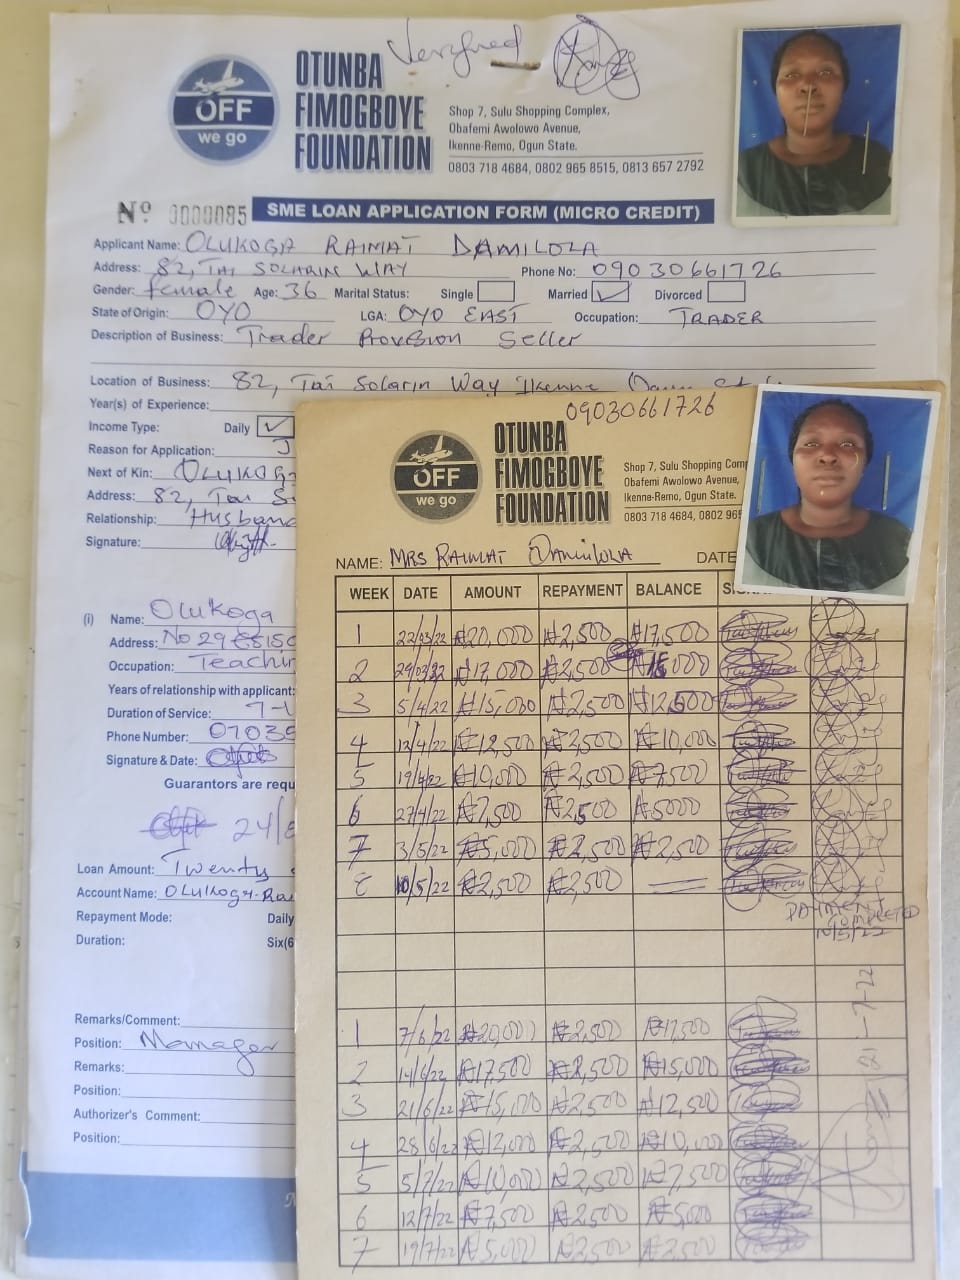 Verified
OFF
we go
OTUNBA
FIMOGBOYE
FOUNDATION
Shop 7, Sulu Shopping Complex,
Obafemi Awolowo Avenue,
Ikenne-Remo, Ogun State.
0803 718 4684, 0802 965 8515, 0813 657 2792
Nº 0000085 SME LOAN APPLICATION FORM (MICRO CREDIT)
Applicant Name: OLUKOGA RAIMAT DAMILOLA
Address: 82, TAI SOLARIN WAY Phone No: 09030661726
Gender: female Age: 36 Marital Status: Single Married Divorced
State of Origin: OYO LGA: OYO EAST Occupation: TRADER
Description of Business: Trader Provision Seller
Location of Business: 82, Tai Solarin Way Ikenne
Year(s) of Experience:
Income Type: Daily
Reason for Application:
Next of Kin: OLUKOGA
Address: 82, Tai
Relationship: Husband
Signature:
(i) Name: Olukoga
Address: No 29
Occupation: Teachin
Years of relationship with applicant:
Duration of Service:
Phone Number: 07035
Signature & Date:
Guarantors are requ
24/
Loan Amount: Twenty
Account Name: OLUKOGA Rai
Repayment Mode: Daily
Duration: Six(6
Remarks/Comment:
Position: Manager
Remarks:
Position:
Authorizer's Comment:
Position:
09030661726
OFF
we go
OTUNBA
FIMOGBOYE
FOUNDATION
Shop 7, Sulu Shopping Comp
Obafemi Awolowo Avenue,
Ikenne-Remo, Ogun State.
0803 718 4684, 0802 965
NAME: MRS RAIMAT DAMILOLA DATE
WEEK DATE AMOUNT REPAYMENT BALANCE
1 22/03/22 ₦20,000 ₦2,500 ₦17,500
2 29/03/22 ₦17,000 ₦2,500 ₦15,000
3 5/4/22 ₦15,000 ₦2,500 ₦12,500
4 12/4/22 ₦12,500 ₦2,500 ₦10,000
5 19/4/22 ₦10,000 ₦2,500 ₦7,500
6 27/4/22 ₦7,500 ₦2,500 ₦5000
7 3/5/22 ₦5,000 ₦2,500 ₦2,500
8 10/5/22 ₦2,500 ₦2,500
PAYMENT
COMPLETED
1 7/6/22 ₦20,000 ₦2,500 ₦17,500
2 14/6/22 ₦17,500 ₦2,500 ₦15,000
3 21/6/22 ₦15,000 ₦2,500 ₦12,500
4 28/6/22 ₦12,000 ₦2,500 ₦10,000
5 5/7/22 ₦10,000 ₦2,500 ₦7,500
6 12/7/22 ₦7,500 ₦2,500 ₦5,000
7 19/7/22 ₦5,000 ₦2,500 ₦2,500